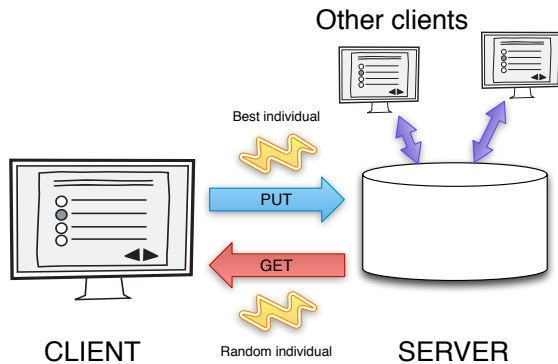 Other clients
Best individual
PUT
GET
Random individual
CLIENT
SERVER